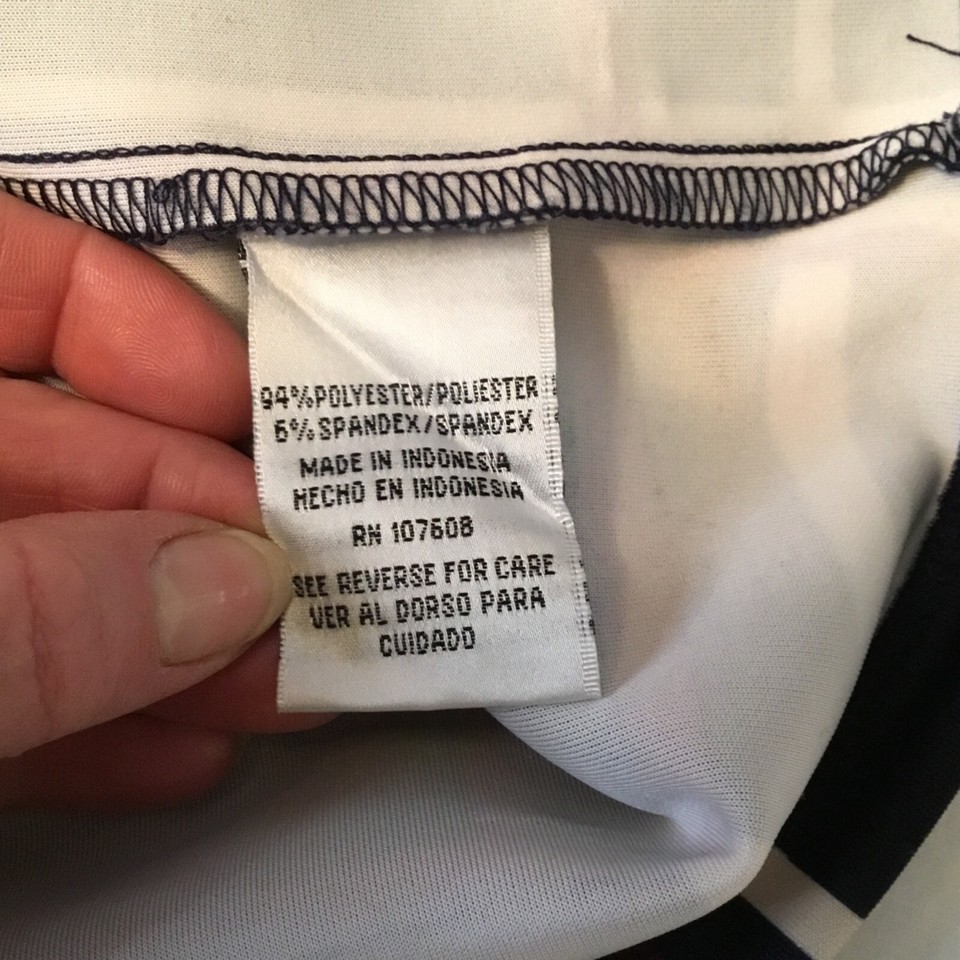 94% POLYESTER/POLIESTER
6% SPANDEX/SPANDEX
MADE IN INDONESIA
HECHO EN INDONESIA
RN 107608
SEE REVERSE FOR CARE
VER AL DORSO PARA
CUIDADO